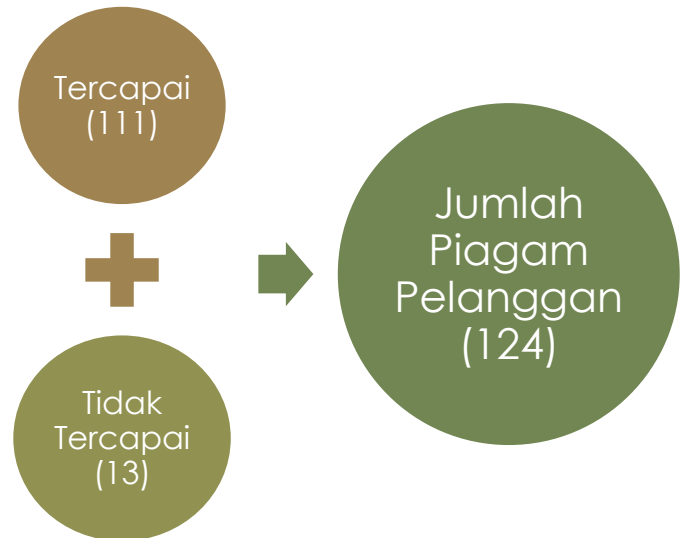 Tercapai
(111)
Tidak
Tercapai
(13)
Jumlah
Piagam
Pelanggan
(124)